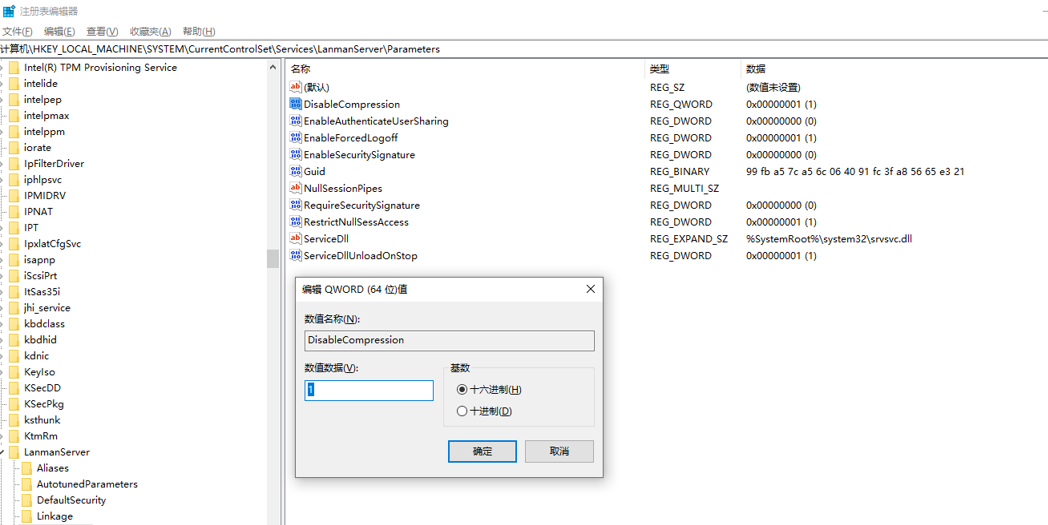 注册表编辑器
文件(F) 编辑(E) 查看(V) 收藏夹(A) 帮助(H)
计算机\HKEY_LOCAL_MACHINE\SYSTEM\CurrentControlSet\Services\LanmanServer\Parameters
Intel(R) TPM Provisioning Service
intelide
intelpep
intelpmax
intelppm
iorate
IpFilterDriver
iphlpsvc
IPMIDRV
IPNAT
IPT
IpxlatCfgSvc
isapnp
iScsiPrt
ItSas35i
jhi_service
kbdclass
kbdhid
kdnic
KeyIso
KSecDD
KSecPkg
ksthunk
KtmRm
LanmanServer
Aliases
AutotunedParameters
DefaultSecurity
Linkage
名称 类型 数据
(默认) REG_SZ (数值未设置)
DisableCompression REG_QWORD 0x00000001 (1)
EnableAuthenticateUserSharing REG_DWORD 0x00000000 (0)
EnableForcedLogoff REG_DWORD 0x00000001 (1)
EnableSecuritySignature REG_DWORD 0x00000000 (0)
Guid REG_BINARY 99 fb a5 7c a5 6c 06 40 91 fc 3f a8 56 65 e3 21
NullSessionPipes REG_MULTI_SZ
RequireSecuritySignature REG_DWORD 0x00000000 (0)
RestrictNullSessAccess REG_DWORD 0x00000001 (1)
ServiceDll REG_EXPAND_SZ %SystemRoot%\system32\srvsvc.dll
ServiceDllUnloadOnStop REG_DWORD 0x00000001 (1)
编辑 QWORD (64 位)值
数值名称(N):
DisableCompression
数值数据(V): 基数
1
十六进制(H)
十进制(D)
确定 取消